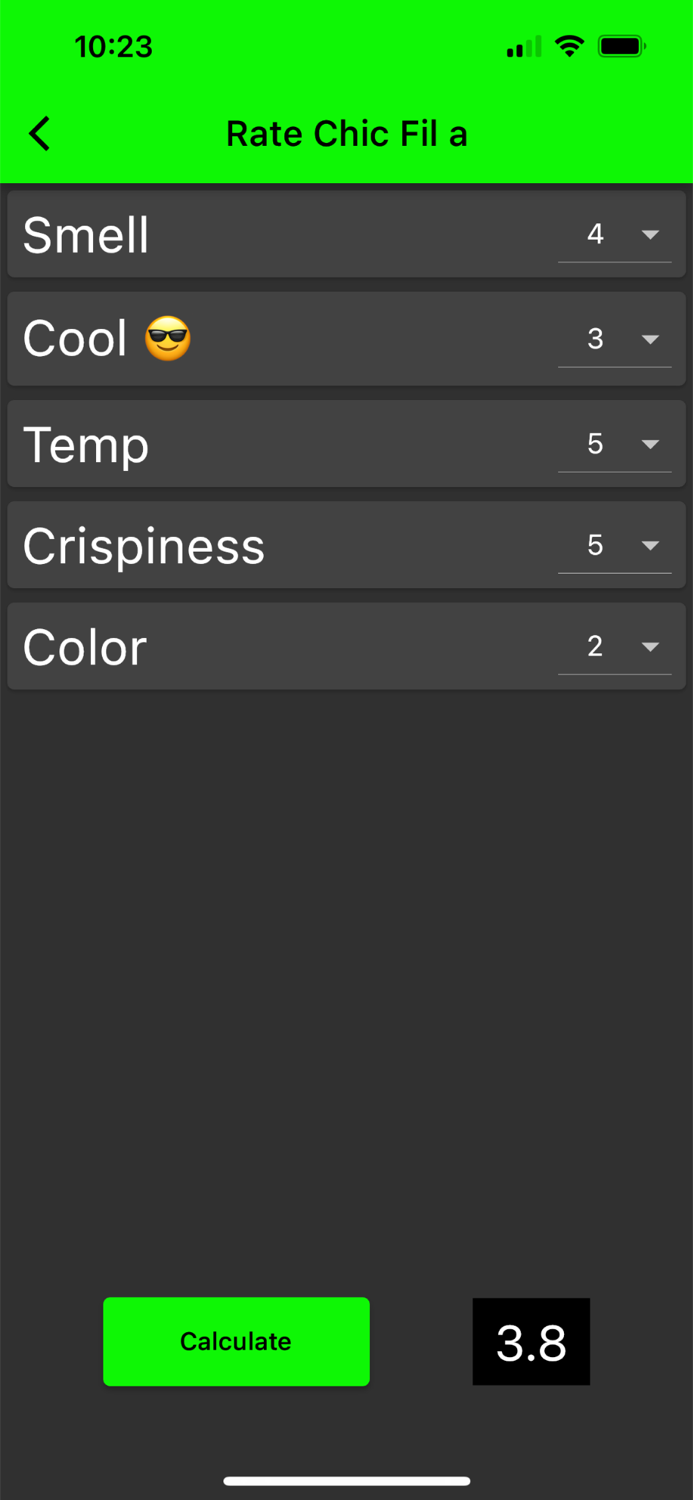 10:23
Rate Chic Fil a
Smell 4
Cool 😎 3
Temp 5
Crispiness 5
Color 2
Calculate 3.8